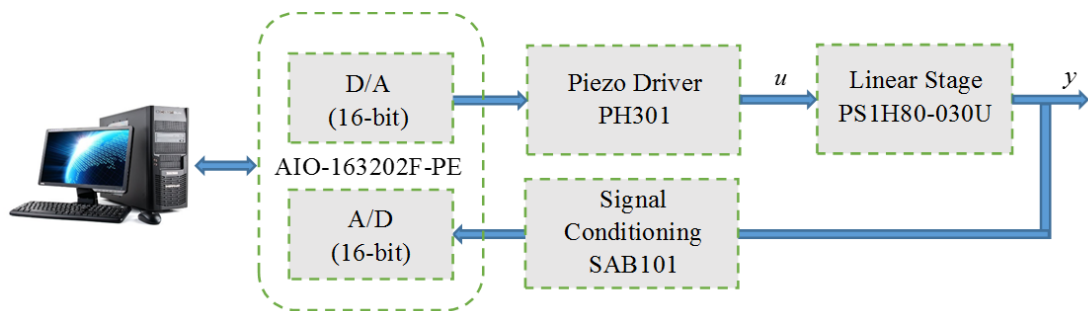 D/A
(16-bit)
AIO-163202F-PE
A/D
(16-bit)
Piezo Driver
PH301
u
Linear Stage
PS1H80-030U
y
Signal
Conditioning
SAB101